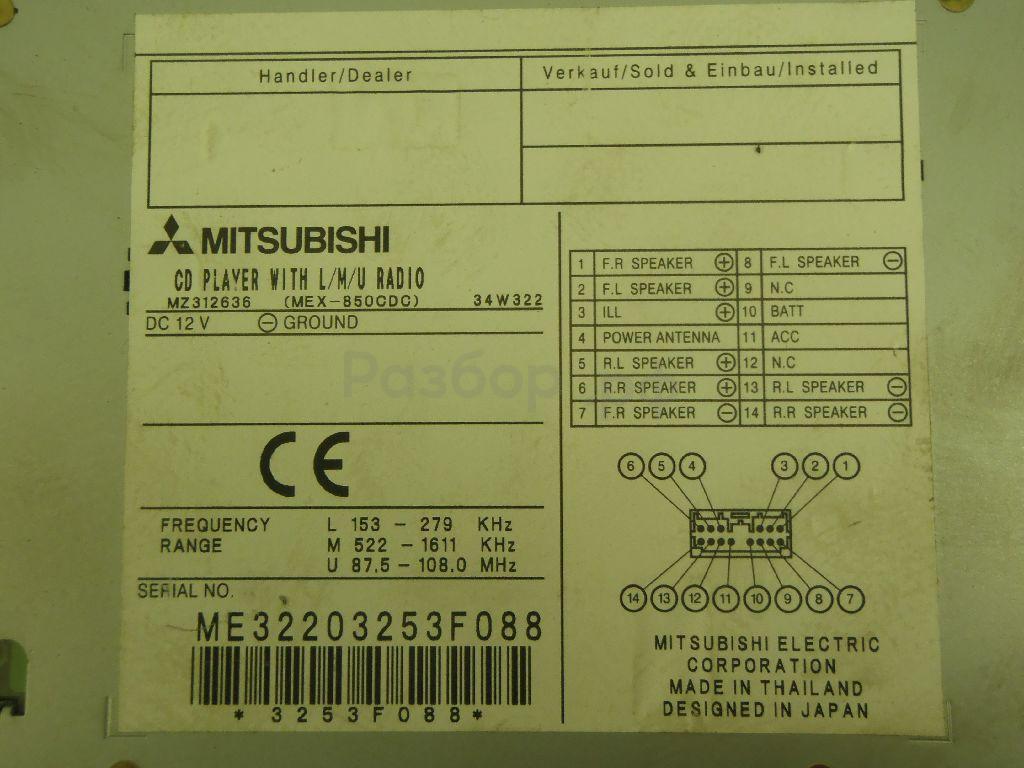 Handler/Dealer
Verkauf/Sold & Einbau/Installed
MITSUBISHI
CD PLAYER WITH L/M/U RADIO
MZ312636 (MEX-850CDC) 34W322
DC 12 V ⊖ GROUND
CE
FREQUENCY L 153 - 279 KHz
RANGE M 522 - 1611 KHz
U 87.5 - 108.0 MHz
SERIAL NO.
ME32203253F088
*3253F088*
1 F.R SPEAKER ⊕ 8 F.L SPEAKER ⊖
2 F.L SPEAKER ⊕ 9 N.C
3 ILL ⊕ 10 BATT
4 POWER ANTENNA 11 ACC
5 R.L SPEAKER ⊕ 12 N.C
6 R.R SPEAKER ⊕ 13 R.L SPEAKER ⊖
7 F.R SPEAKER ⊖ 14 R.R SPEAKER ⊖
6 5 4 3 2 1
14 13 12 11 10 9 8 7
MITSUBISHI ELECTRIC
CORPORATION
MADE IN THAILAND
DESIGNED IN JAPAN